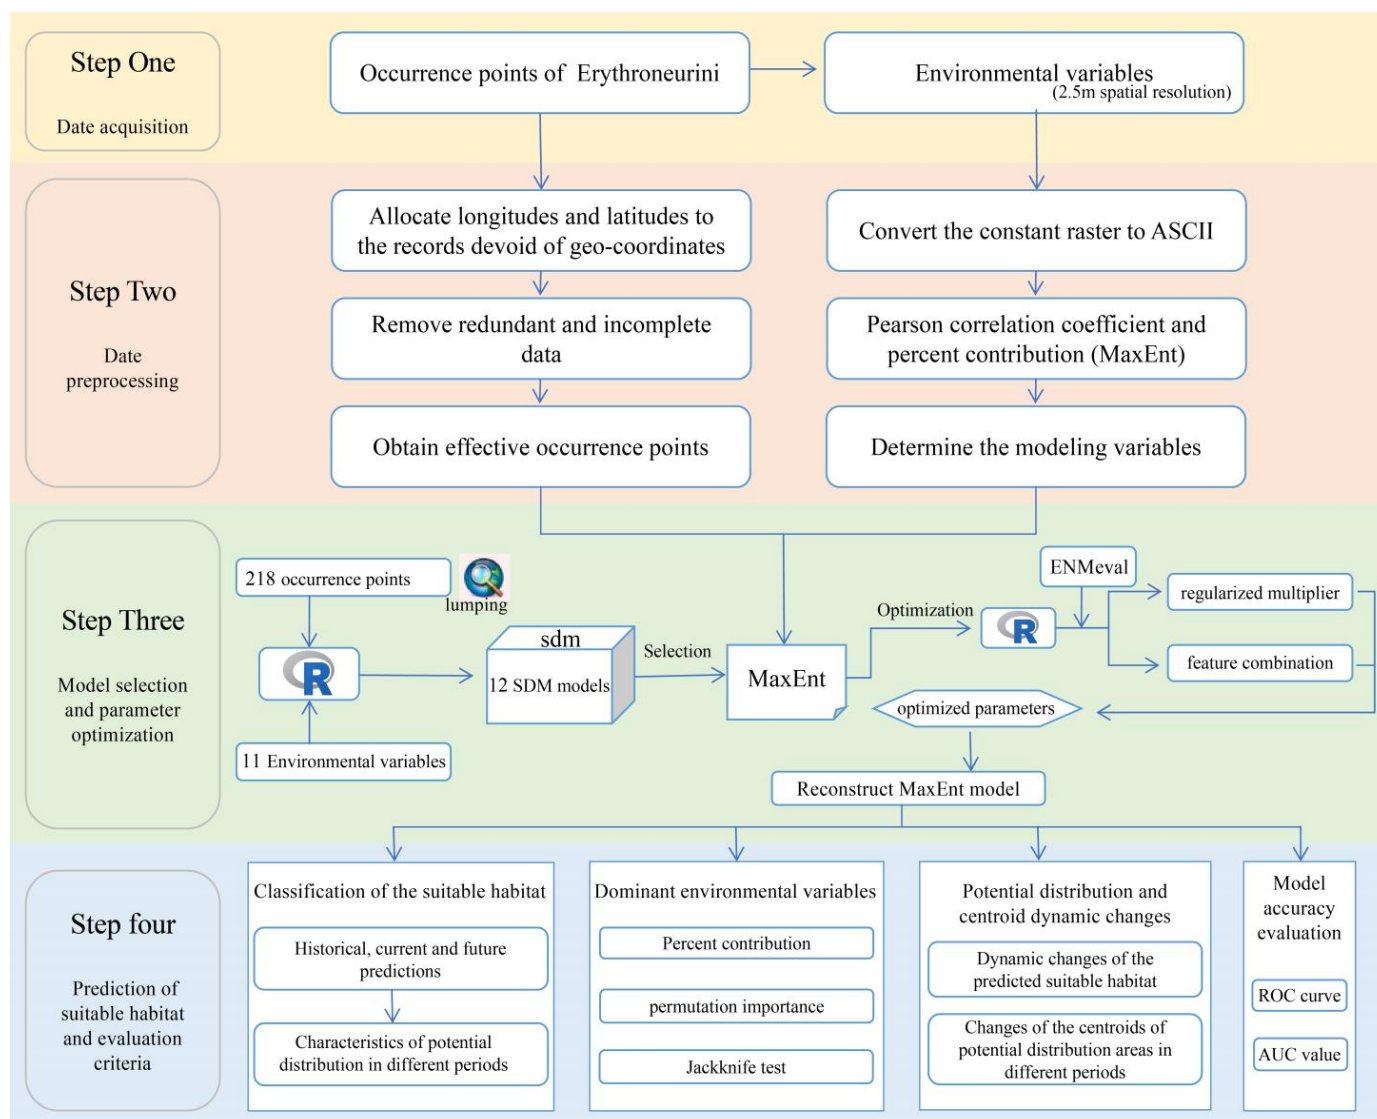 Step One
Date acquisition
Occurrence points of Erythroneurini
Environmental variables
(2.5m spatial resolution)
Step Two
Date
preprocessing
Allocate longitudes and latitudes to
the records devoid of geo-coordinates
Convert the constant raster to ASCII
Remove redundant and incomplete
data
Pearson correlation coefficient and
percent contribution (MaxEnt)
Obtain effective occurrence points
Determine the modeling variables
Step Three
Model selection
and parameter
optimization
218 occurrence points
lumping
R
11 Environmental variables
sdm
12 SDM models
Selection
MaxEnt
Optimization
ENMeval
R
regularized multiplier
feature combination
optimized parameters
Reconstruct MaxEnt model
Step four
Prediction of
suitable habitat
and evaluation
criteria
Classification of the suitable habitat
Historical, current and future
predictions
Characteristics of potential
distribution in different periods
Dominant environmental variables
Percent contribution
permutation importance
Jackknife test
Potential distribution and
centroid dynamic changes
Dynamic changes of the
predicted suitable habitat
Changes of the centroids of
potential distribution areas in
different periods
Model
accuracy
evaluation
ROC curve
AUC value